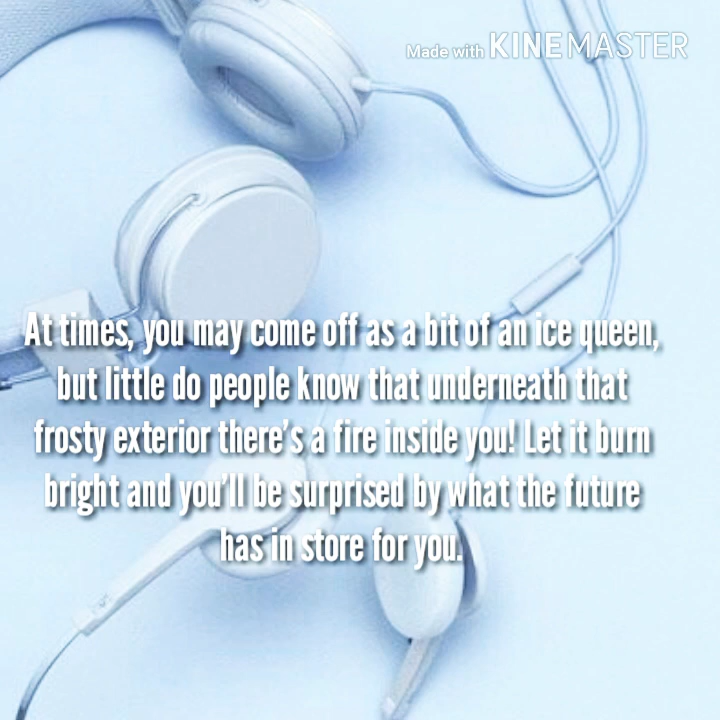 Made with KINEMASTER
At times, you may come off as a bit of an ice queen,
but little do people know that underneath that
frosty exterior there's a fire inside you! Let it burn
bright and you'll be surprised by what the future
has in store for you.